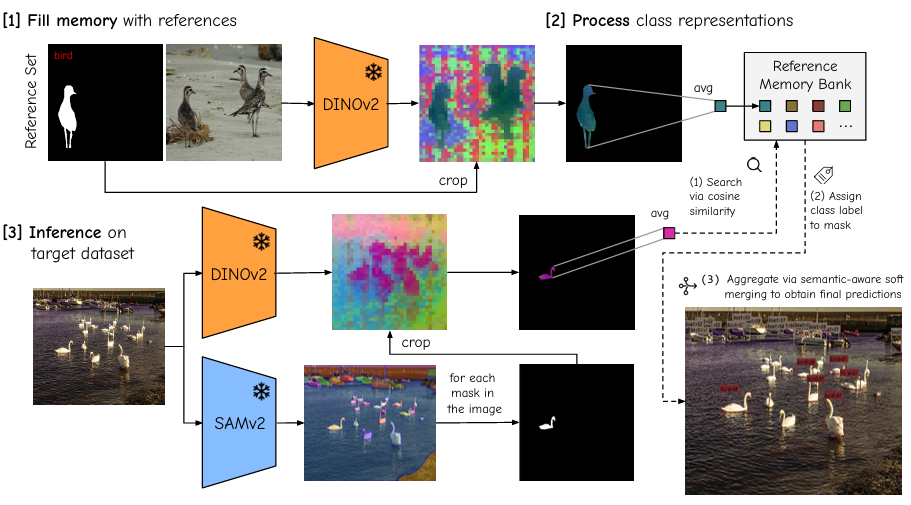 [1] Fill memory with references
[2] Process class representations
Reference Set
bird
DINOv2
avg
Reference
Memory Bank
...
crop
(1) Search
via cosine
similarity
(2) Assign
class label
to mask
[3] Inference on
target dataset
avg
DINOv2
(3) Aggregate via semantic-aware soft
merging to obtain final predictions
crop
SAMv2
for each
mask in
the image